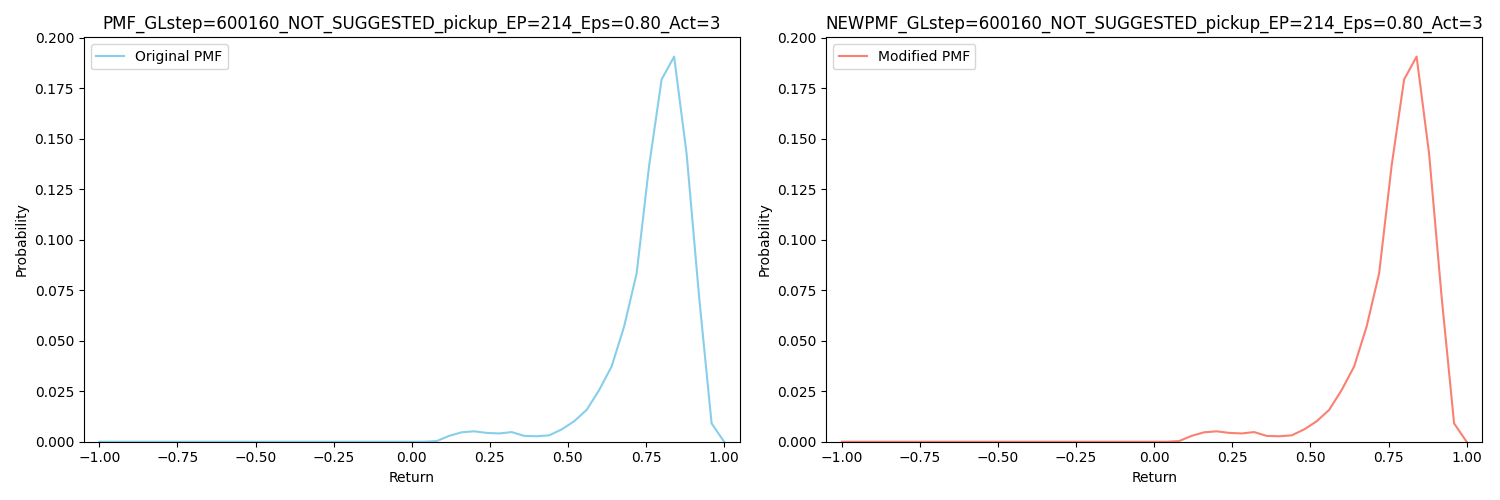 PMF_GLstep=600160_NOT_SUGGESTED_pickup_EP=214_Eps=0.80_Act=3
Original PMF
0.200
0.175
0.150
0.125
0.100
0.075
0.050
0.025
0.000
Probability
−1.00 −0.75 −0.50 −0.25 0.00 0.25 0.50 0.75 1.00
Return
NEWPMF_GLstep=600160_NOT_SUGGESTED_pickup_EP=214_Eps=0.80_Act=3
Modified PMF
0.200
0.175
0.150
0.125
0.100
0.075
0.050
0.025
0.000
Probability
−1.00 −0.75 −0.50 −0.25 0.00 0.25 0.50 0.75 1.00
Return